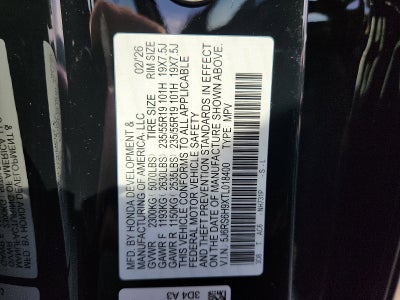 MFD. BY HONDA DEVELOPMENT & 02/'26
MANUFACTURING OF AMERICA, LLC
TIRE SIZE RIM SIZE
GVWR 2300KG 5070LBS
GAWR F 1193KG 2630LBS 235/55R19 101H 19X7.5J
GAWR R 1150KG 2535LBS 235/55R19 101H 19X7.5J
THIS VEHICLE CONFORMS TO ALL APPLICABLE
FEDERAL MOTOR VEHICLE SAFETY
AND THEFT PREVENTION STANDARDS IN EFFECT
ON THE DATE OF MANUFACTURE SHOWN ABOVE.
V.I.N. 5J8RS8H9XTL018400 TYPE: MPV
NH731P
3D4 A3